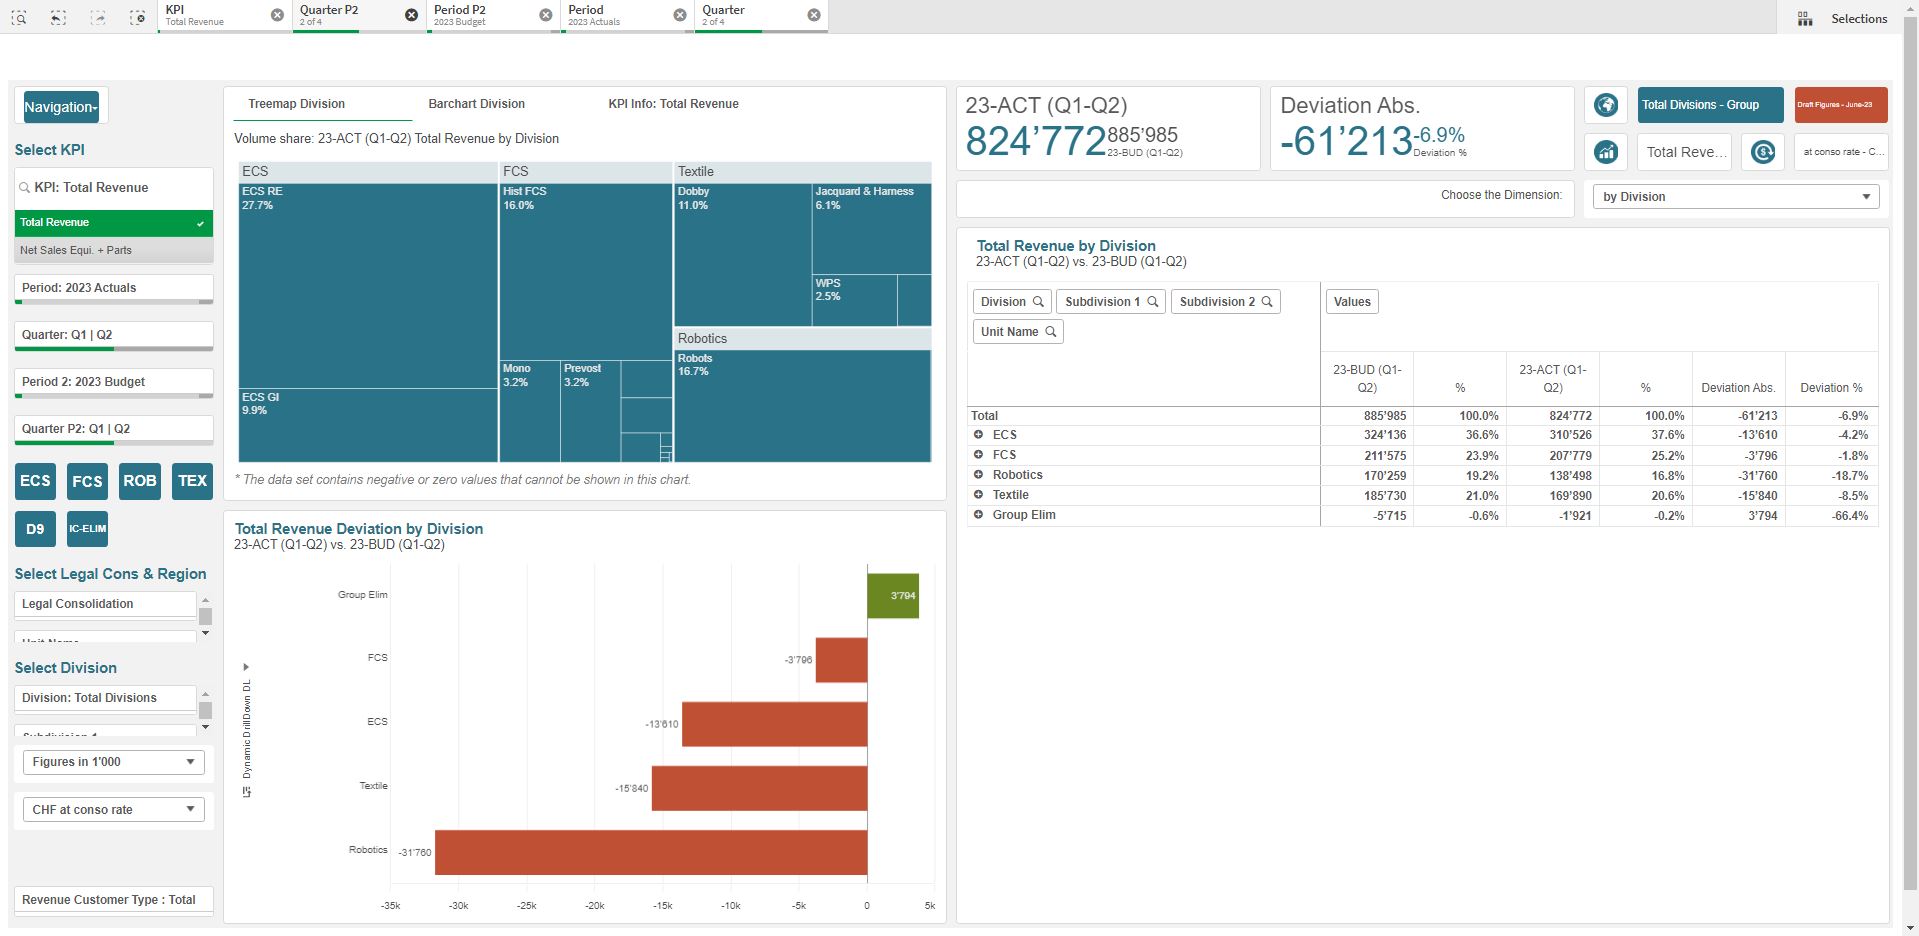 KPI
Total Revenue
Quarter P2
2 of 4
Period P2
2023 Budget
Period
2023 Actuals
Quarter
2 of 4
Selections
Navigation
Select KPI
KPI: Total Revenue
Total Revenue
Net Sales Equi. + Parts
Period: 2023 Actuals
Quarter: Q1 | Q2
Period 2: 2023 Budget
Quarter P2: Q1 | Q2
ECS FCS ROB TEX
D9 IC-ELIM
Select Legal Cons & Region
Legal Consolidation
Select Division
Division: Total Divisions
Figures in 1'000
CHF at conso rate
Revenue Customer Type : Total
Treemap Division Barchart Division KPI Info: Total Revenue
Volume share: 23-ACT (Q1-Q2) Total Revenue by Division
ECS
ECS RE
27.7%
ECS GI
9.9%
FCS
Hist FCS
16.0%
Mono
3.2%
Prevost
3.2%
Textile
Dobby
11.0%
Jacquard & Harness
6.1%
WPS
2.5%
Robotics
Robots
16.7%
* The data set contains negative or zero values that cannot be shown in this chart.
Total Revenue Deviation by Division
23-ACT (Q1-Q2) vs. 23-BUD (Q1-Q2)
Dynamic DrillDown DL
Group Elim 3'794
FCS -3'796
ECS -13'610
Textile -15'840
Robotics -31'760
-35k -30k -25k -20k -15k -10k -5k 0 5k
23-ACT (Q1-Q2)
824'772 885'985
23-BUD (Q1-Q2)
Deviation Abs.
-61'213 -6.9%
Deviation %
Total Divisions - Group
Draft Figures - June-23
Total Reve...
at conso rate - C...
Choose the Dimension:
by Division
Total Revenue by Division
23-ACT (Q1-Q2) vs. 23-BUD (Q1-Q2)
Division Subdivision 1 Subdivision 2 Values
Unit Name
23-BUD (Q1-Q2) % 23-ACT (Q1-Q2) % Deviation Abs. Deviation %
Total 885'985 100.0% 824'772 100.0% -61'213 -6.9%
ECS 324'136 36.6% 310'526 37.6% -13'610 -4.2%
FCS 211'575 23.9% 207'779 25.2% -3'796 -1.8%
Robotics 170'259 19.2% 138'498 16.8% -31'760 -18.7%
Textile 185'730 21.0% 169'890 20.6% -15'840 -8.5%
Group Elim -5'715 -0.6% -1'921 -0.2% 3'794 -66.4%